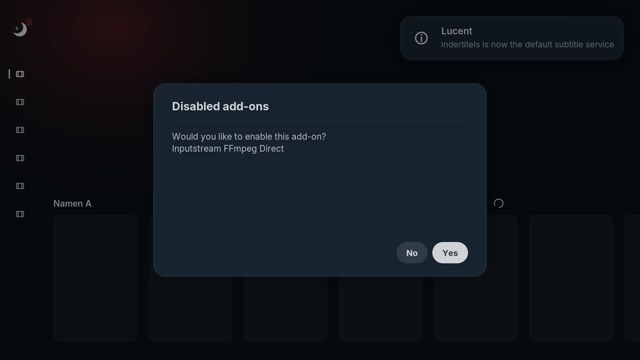 Lucent
ndertitels is now the default subtitle service
Disabled add-ons
Would you like to enable this add-on?
Inputstream FFmpeg Direct
Namen A
No
Yes